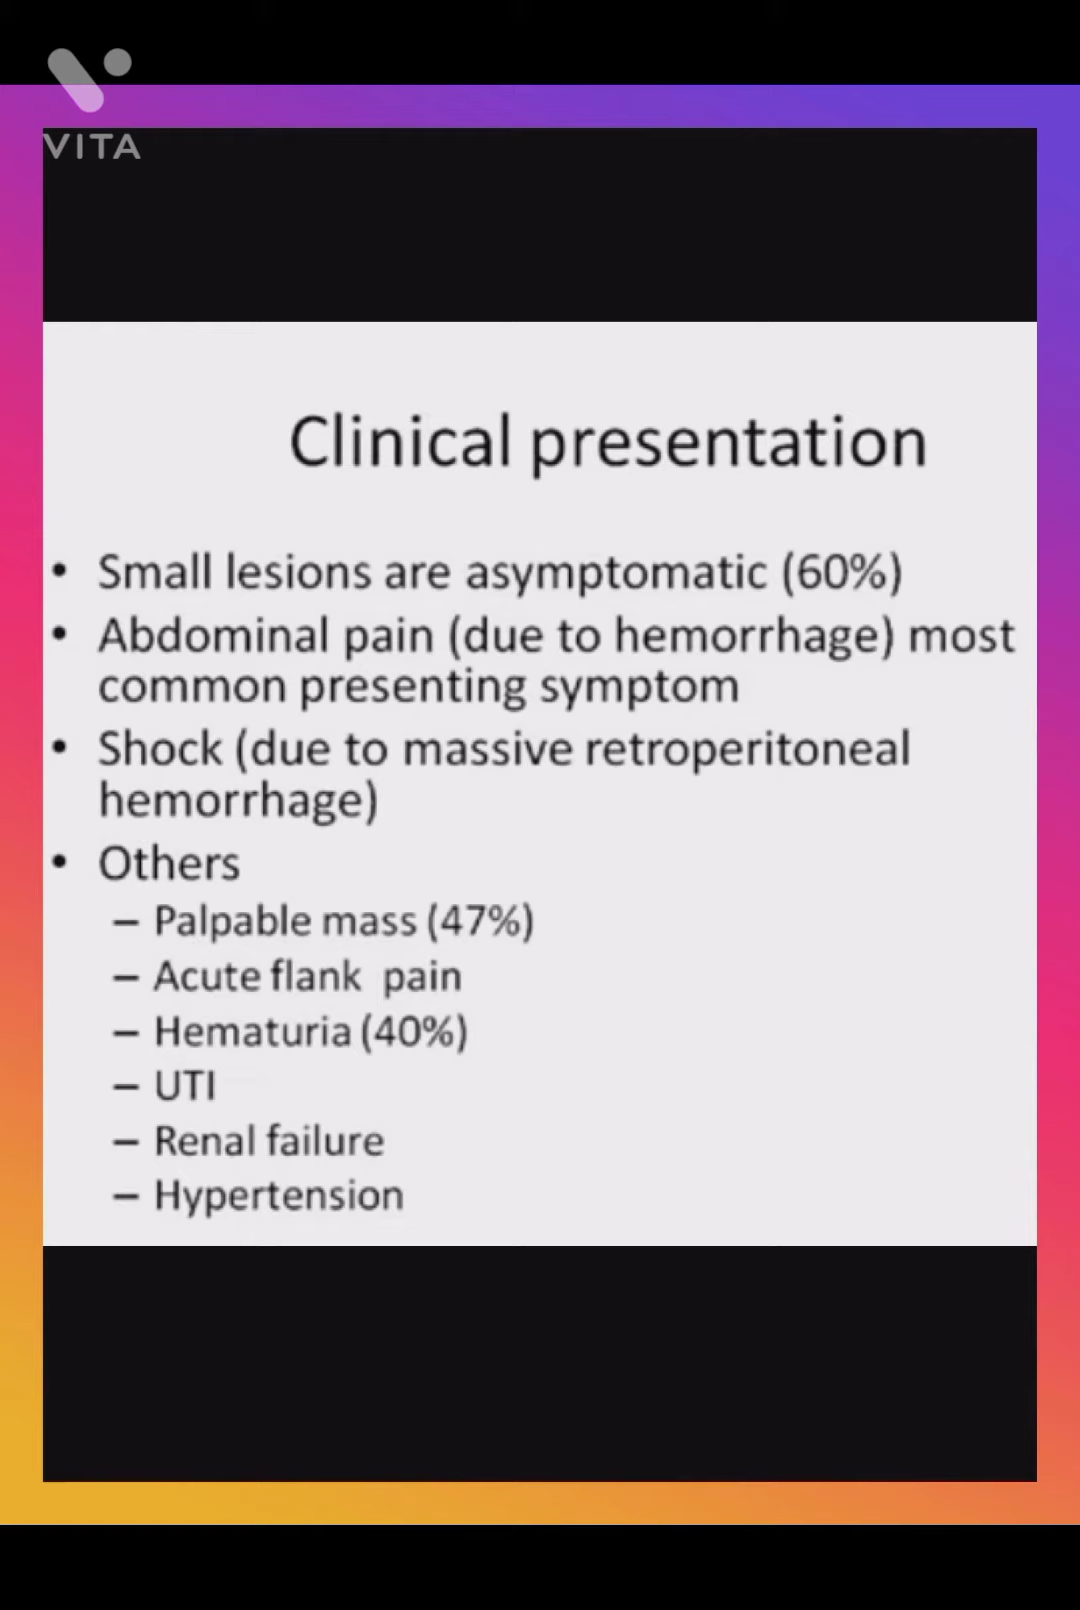 VITA
Clinical presentation
• Small lesions are asymptomatic (60%)
• Abdominal pain (due to hemorrhage) most
common presenting symptom
• Shock (due to massive retroperitoneal
hemorrhage)
• Others
– Palpable mass (47%)
– Acute flank pain
– Hematuria (40%)
– UTI
– Renal failure
– Hypertension